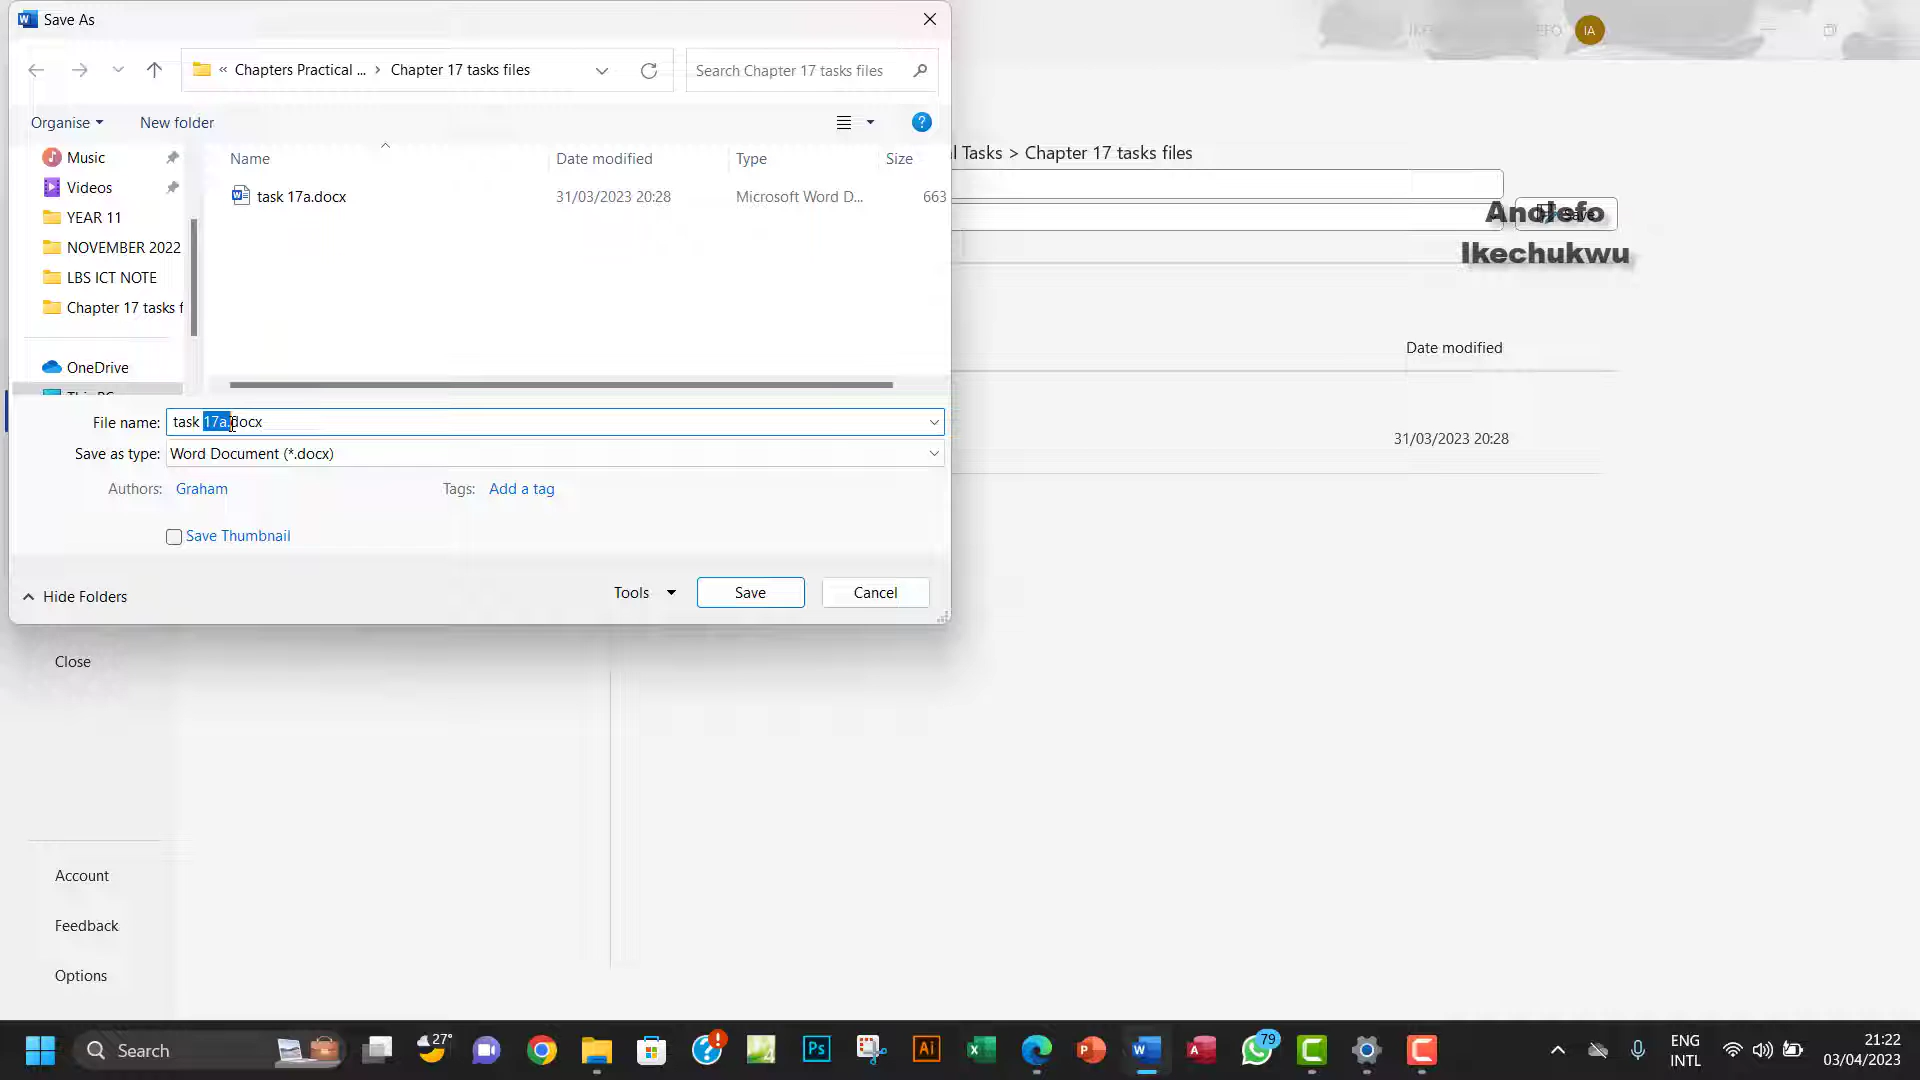 Save As
IA
Chapters Practical ... > Chapter 17 tasks files
Search Chapter 17 tasks files
Organise
New folder
Music
Videos
YEAR 11
NOVEMBER 2022
LBS ICT NOTE
Chapter 17 tasks f
OneDrive
Name
Date modified
Type
Size
task 17a.docx
31/03/2023 20:28
Microsoft Word D...
663
l Tasks > Chapter 17 tasks files
Save
Anolefo
Ikechukwu
Date modified
31/03/2023 20:28
File name: task 17a.docx
Save as type: Word Document (*.docx)
Authors: Graham
Tags: Add a tag
Save Thumbnail
Hide Folders
Tools
Save
Cancel
Close
Account
Feedback
Options
Search
27°
Ps
Ai
79
ENG
INTL
21:22
03/04/2023